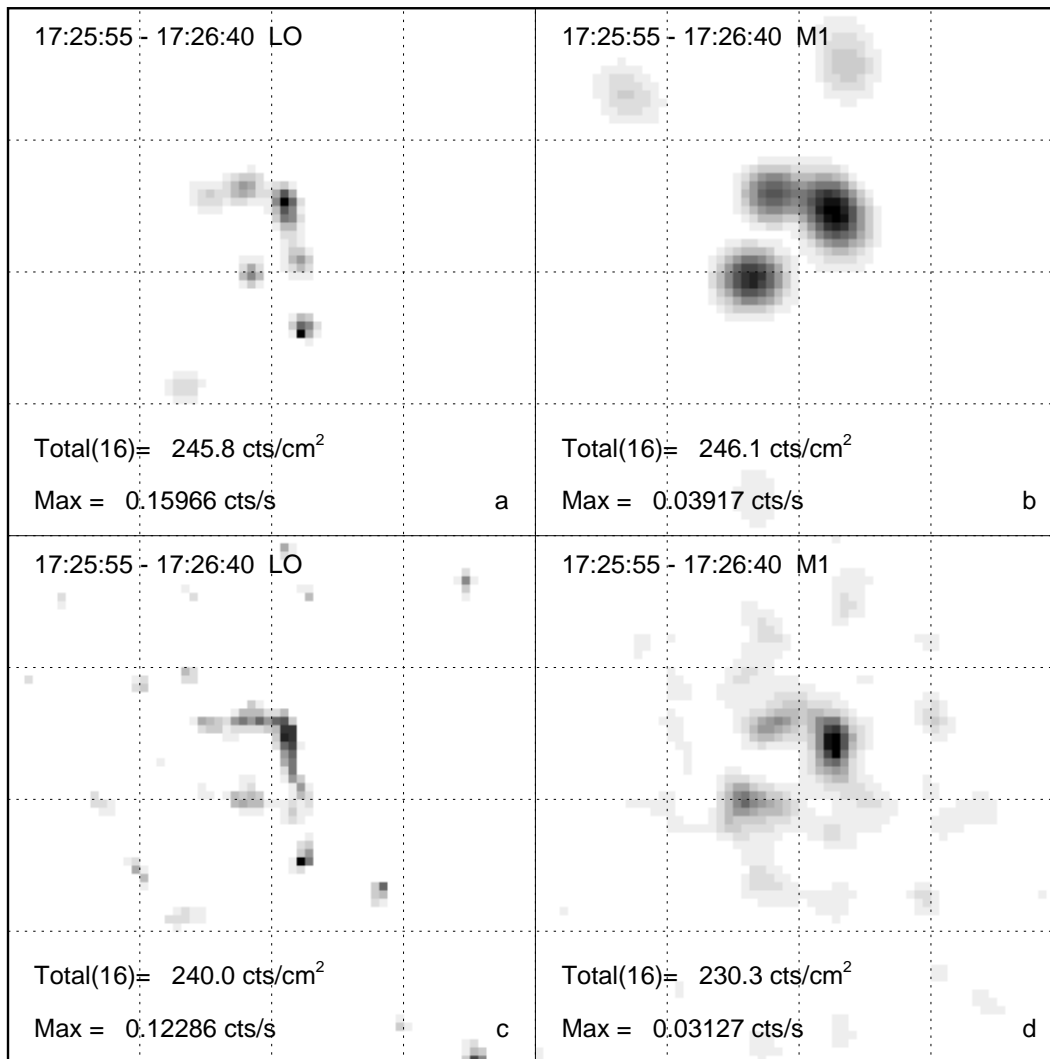 17:25:55 - 17:26:40 LO
Total(16)= 245.8 cts/cm²
Max = 0.15966 cts/s a
17:25:55 - 17:26:40 M1
Total(16)= 246.1 cts/cm²
Max = 0.03917 cts/s b
17:25:55 - 17:26:40 LO
Total(16)= 240.0 cts/cm²
Max = 0.12286 cts/s c
17:25:55 - 17:26:40 M1
Total(16)= 230.3 cts/cm²
Max = 0.03127 cts/s d